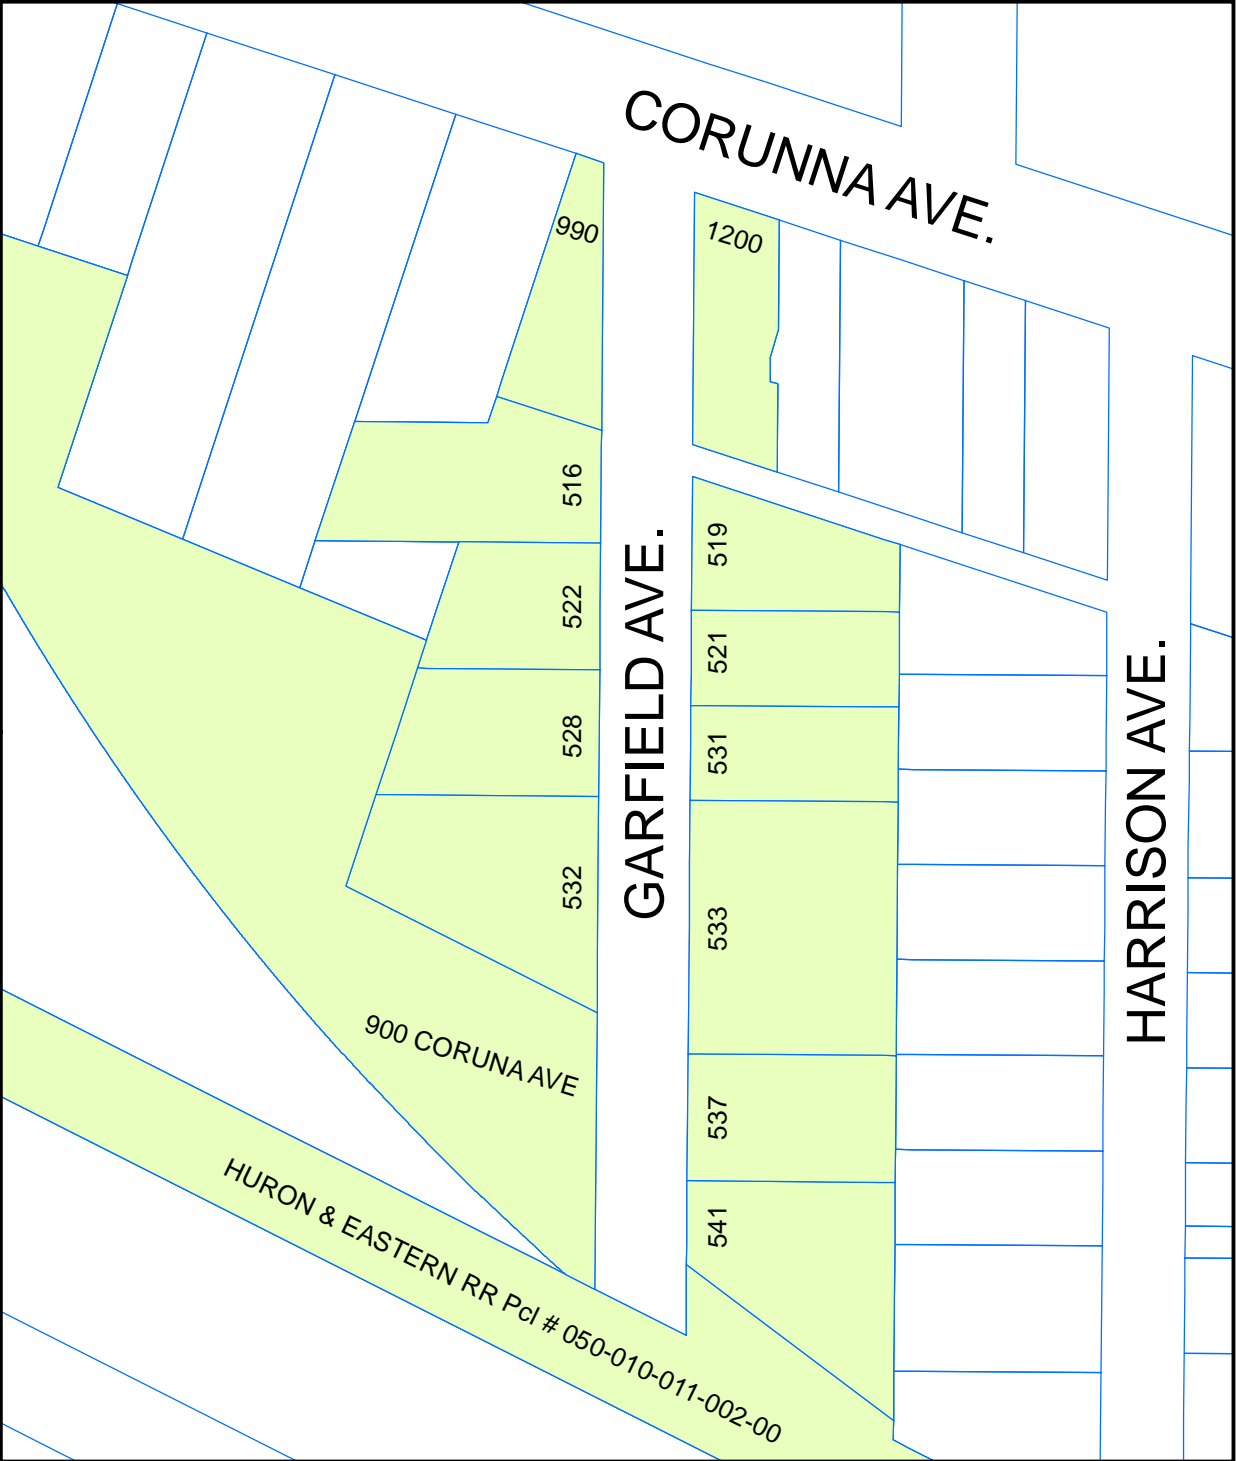 CORUNNA AVE.
990
1200
516
519
522
521
528
531
GARFIELD AVE.
HARRISON AVE.
532
533
900 CORUNA AVE
537
541
HURON & EASTERN RR Pcl # 050-010-011-002-00